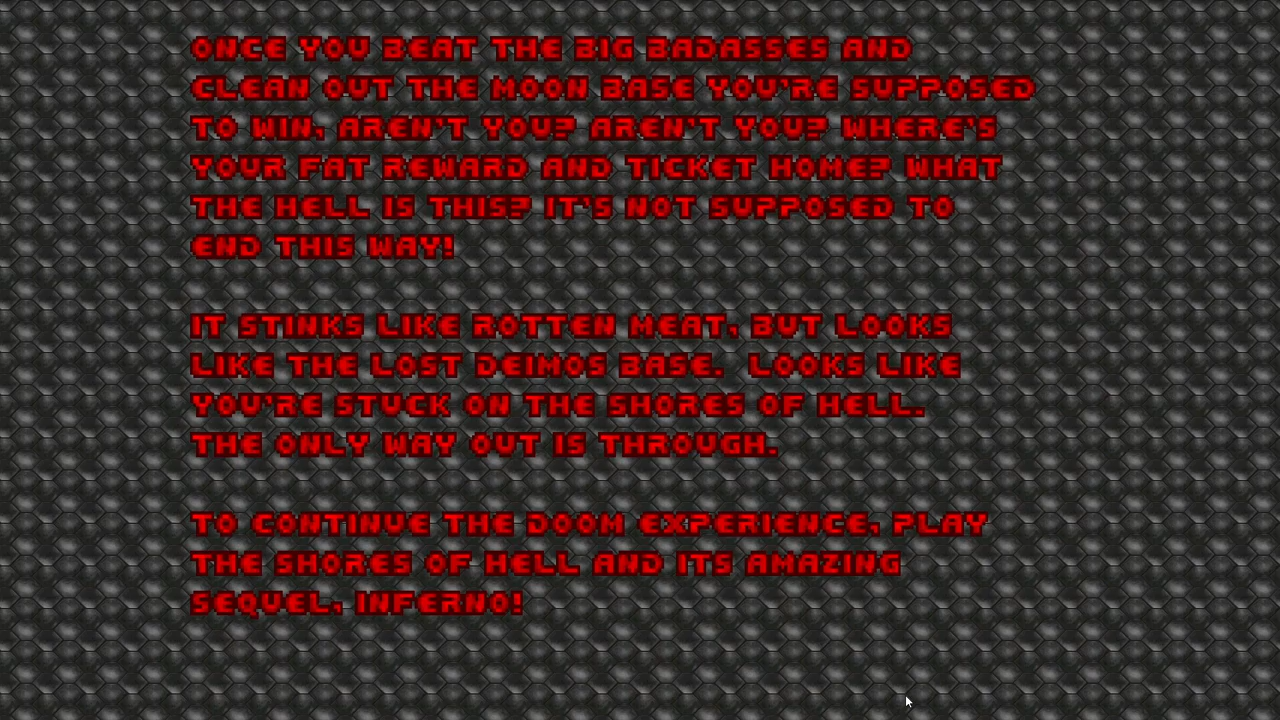 ONCE YOU BEAT THE BIG BADASSES AND
CLEAN OUT THE MOON BASE YOU'RE SUPPOSED
TO WIN, AREN'T YOU? AREN'T YOU? WHERE'S
YOUR FAT REWARD AND TICKET HOME? WHAT
THE HELL IS THIS? IT'S NOT SUPPOSED TO
END THIS WAY!
IT STINKS LIKE ROTTEN MEAT, BUT LOOKS
LIKE THE LOST DEIMOS BASE.  LOOKS LIKE
YOU'RE STUCK ON THE SHORES OF HELL.
THE ONLY WAY OUT IS THROUGH.
TO CONTINUE THE DOOM EXPERIENCE, PLAY
THE SHORES OF HELL AND ITS AMAZING
SEQUEL, INFERNO!